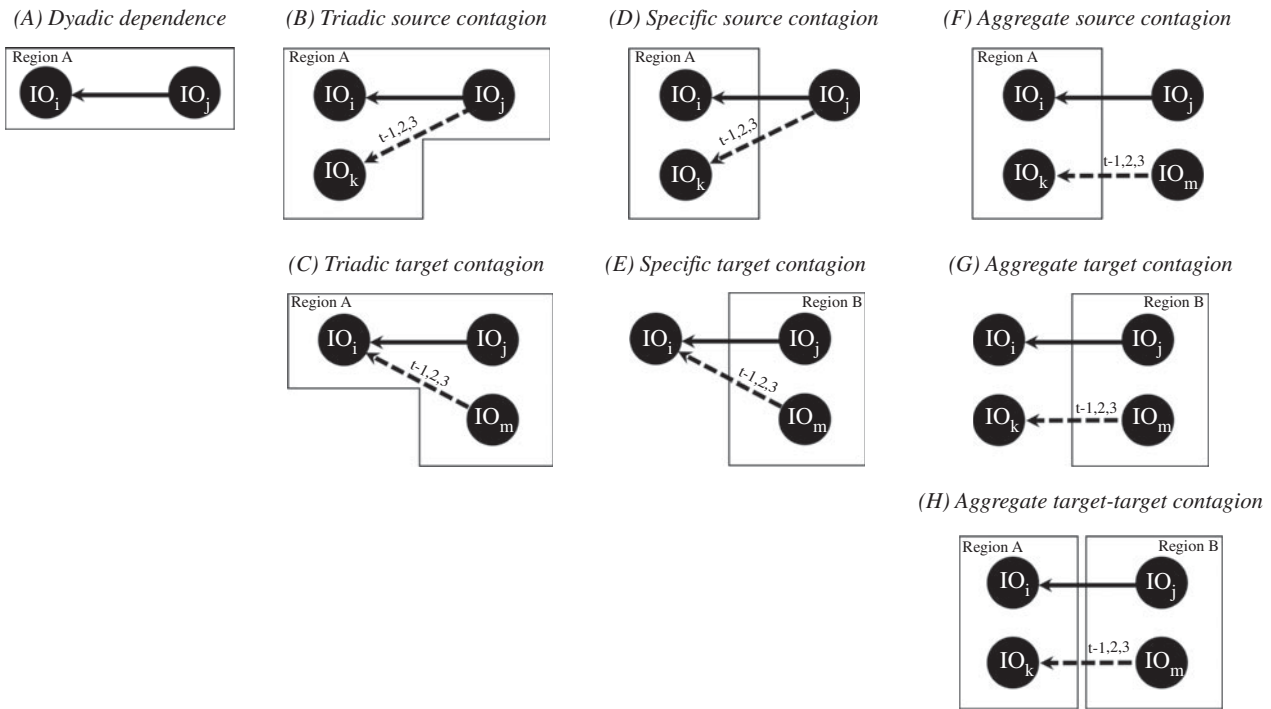 (A) Dyadic dependence
Region A
IOi
IOj
(B) Triadic source contagion
Region A
IOi
IOj
t-1,2,3
IOk
(D) Specific source contagion
Region A
IOi
IOj
t-1,2,3
IOk
(F) Aggregate source contagion
Region A
IOi
IOj
t-1,2,3
IOk
IOm
(C) Triadic target contagion
Region A
IOi
IOj
t-1,2,3
IOm
(E) Specific target contagion
Region B
IOi
IOj
t-1,2,3
IOm
(G) Aggregate target contagion
Region B
IOi
IOj
t-1,2,3
IOk
IOm
(H) Aggregate target-target contagion
Region A
Region B
IOi
IOj
t-1,2,3
IOk
IOm